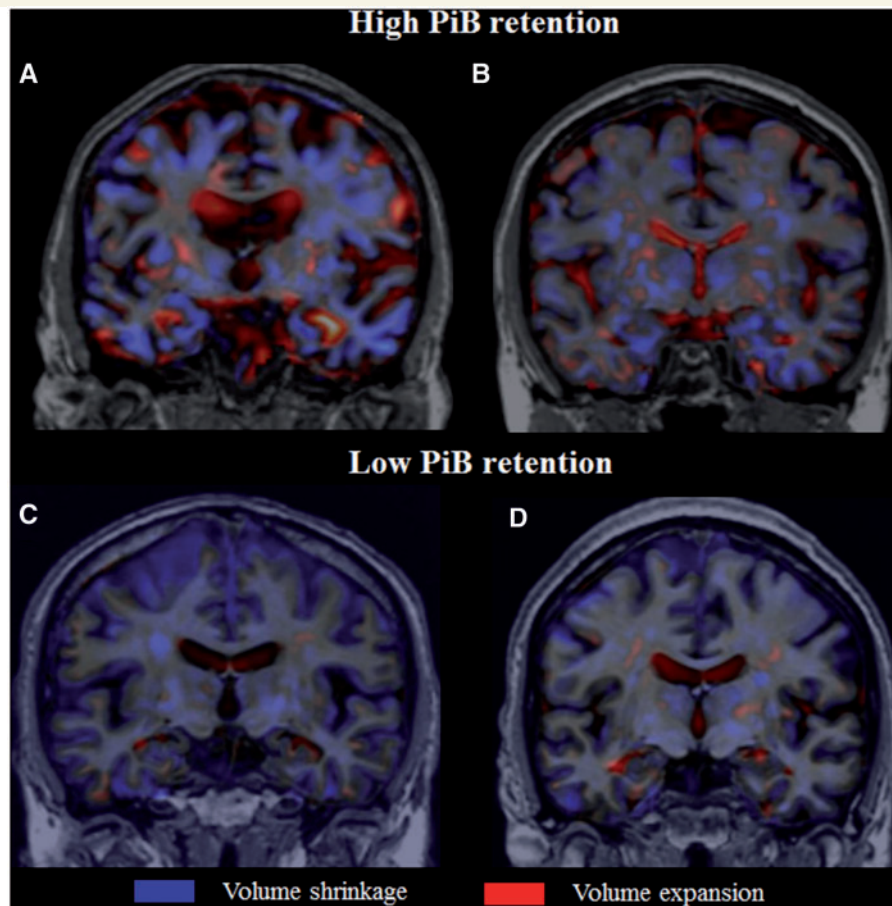 High PiB retention
A
B
Low PiB retention
C
D
Volume shrinkage
Volume expansion